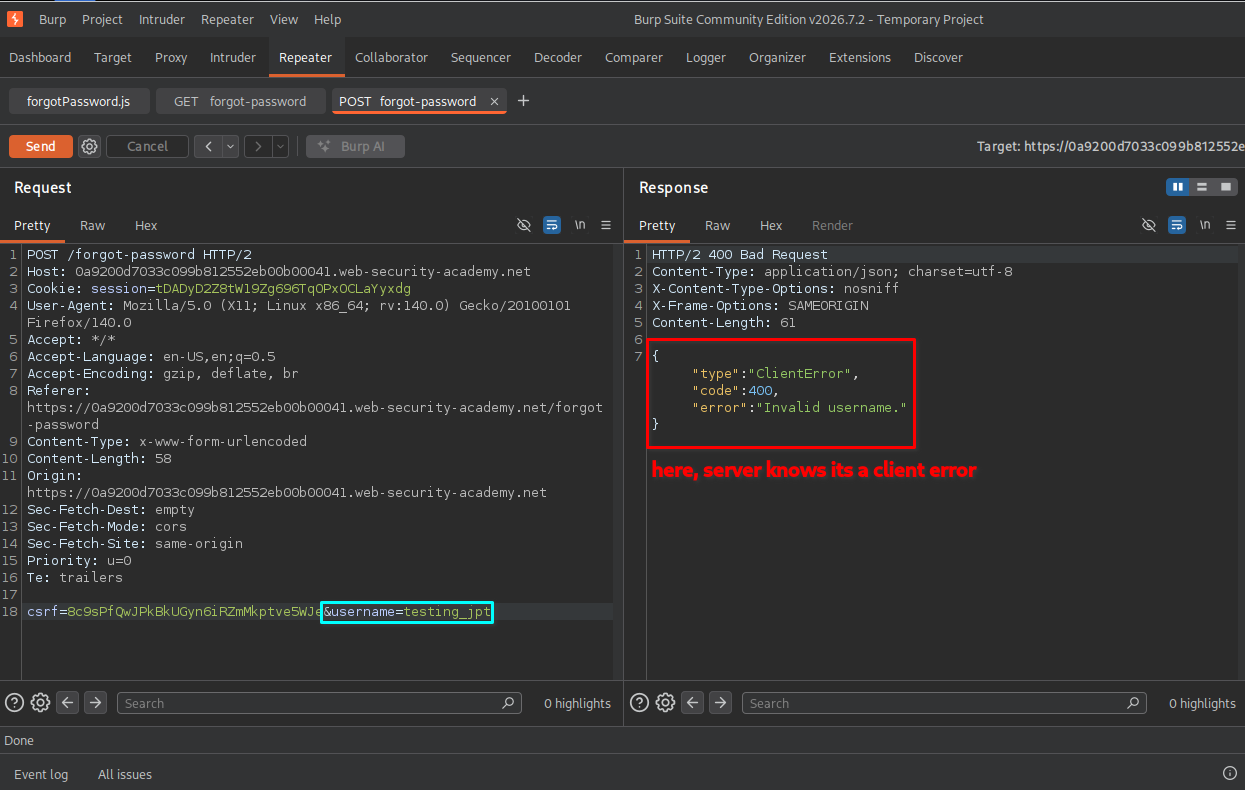 Burp Project Intruder Repeater View Help Burp Suite Community Edition v2026.7.2 - Temporary Project
Dashboard Target Proxy Intruder Repeater Collaborator Sequencer Decoder Comparer Logger Organizer Extensions Discover
forgotPassword.js GET forgot-password POST forgot-password × +
Send Cancel < > Burp AI Target: https://0a9200d7033c099b812552e
Request
Pretty Raw Hex \n
1 POST /forgot-password HTTP/2
2 Host: 0a9200d7033c099b812552eb00b00041.web-security-academy.net
3 Cookie: session=tDADyD2Z8tW19Zg696TqOPxOCLaYyxdg
4 User-Agent: Mozilla/5.0 (X11; Linux x86_64; rv:140.0) Gecko/20100101
Firefox/140.0
5 Accept: */*
6 Accept-Language: en-US,en;q=0.5
7 Accept-Encoding: gzip, deflate, br
8 Referer:
https://0a9200d7033c099b812552eb00b00041.web-security-academy.net/forgot
-password
9 Content-Type: x-www-form-urlencoded
10 Content-Length: 58
11 Origin:
https://0a9200d7033c099b812552eb00b00041.web-security-academy.net
12 Sec-Fetch-Dest: empty
13 Sec-Fetch-Mode: cors
14 Sec-Fetch-Site: same-origin
15 Priority: u=0
16 Te: trailers
17
18 csrf=8c9sPfQwJPkBkUGyn6iRZmMkptve5WJe&username=testing_jpt
Search 0 highlights
Response
Pretty Raw Hex Render \n
1 HTTP/2 400 Bad Request
2 Content-Type: application/json; charset=utf-8
3 X-Content-Type-Options: nosniff
4 X-Frame-Options: SAMEORIGIN
5 Content-Length: 61
6
7 {
"type":"ClientError",
"code":400,
"error":"Invalid username."
}
here, server knows its a client error
Search 0 highlights
Done
Event log All issues